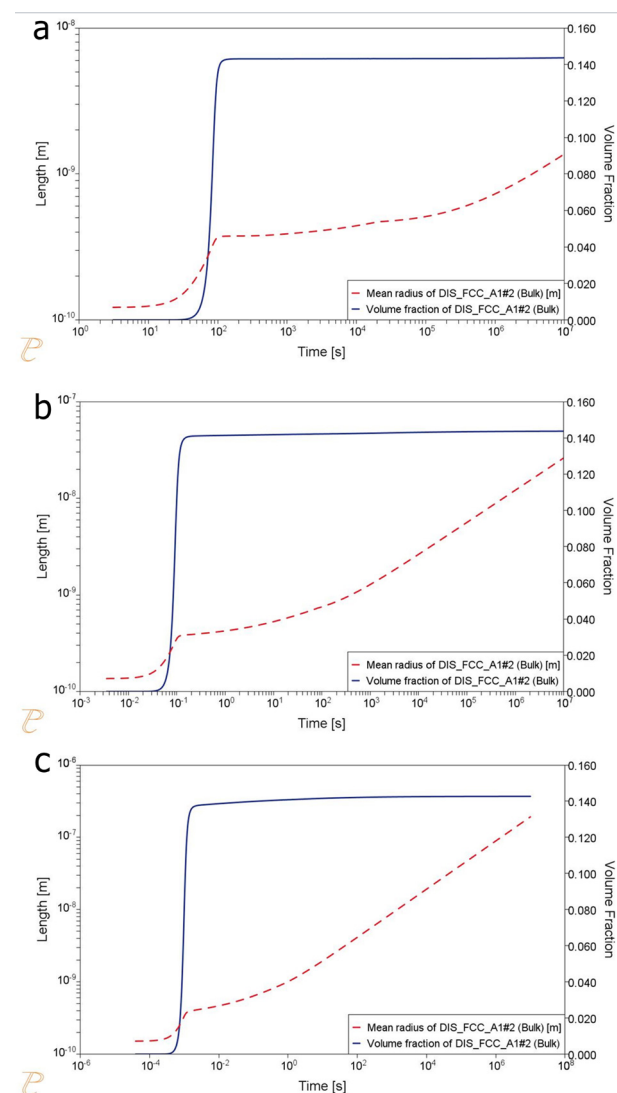 a
10^-8
10^-9
10^-10
Length [m]
0.160
0.140
0.120
0.100
0.080
0.060
0.040
0.020
0.000
Volume Fraction
Mean radius of DIS_FCC_A1#2 (Bulk) [m]
Volume fraction of DIS_FCC_A1#2 (Bulk)
10^0 10^1 10^2 10^3 10^4 10^5 10^6 10^7
Time [s]
b
10^-7
10^-8
10^-9
10^-10
Length [m]
0.160
0.140
0.120
0.100
0.080
0.060
0.040
0.020
0.000
Volume Fraction
Mean radius of DIS_FCC_A1#2 (Bulk) [m]
Volume fraction of DIS_FCC_A1#2 (Bulk)
10^-3 10^-2 10^-1 10^0 10^1 10^2 10^3 10^4 10^5 10^6 10^7
Time [s]
c
10^-6
10^-7
10^-8
10^-9
10^-10
Length [m]
0.160
0.140
0.120
0.100
0.080
0.060
0.040
0.020
0.000
Volume Fraction
Mean radius of DIS_FCC_A1#2 (Bulk) [m]
Volume fraction of DIS_FCC_A1#2 (Bulk)
10^-6 10^-4 10^-2 10^0 10^2 10^4 10^6 10^8
Time [s]